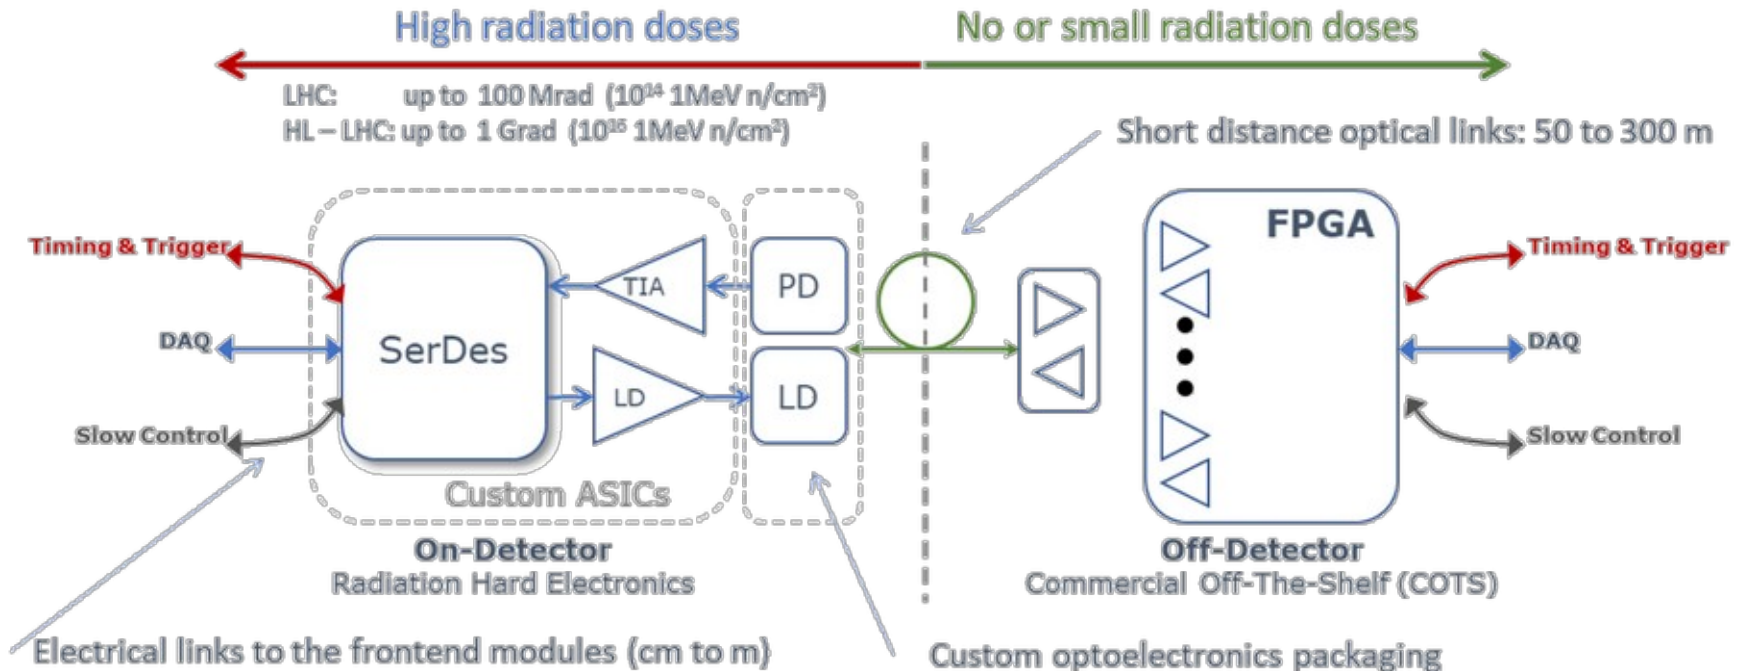 High radiation doses
No or small radiation doses
LHC: up to 100 Mrad (10¹⁴ 1MeV n/cm²)
HL – LHC: up to 1 Grad (10¹⁶ 1MeV n/cm²)
Short distance optical links: 50 to 300 m
FPGA
Timing & Trigger
Timing & Trigger
TIA
PD
DAQ
SerDes
DAQ
LD
LD
Slow Control
Slow Control
Custom ASICs
On-Detector
Radiation Hard Electronics
Off-Detector
Commercial Off-The-Shelf (COTS)
Electrical links to the frontend modules (cm to m)
Custom optoelectronics packaging